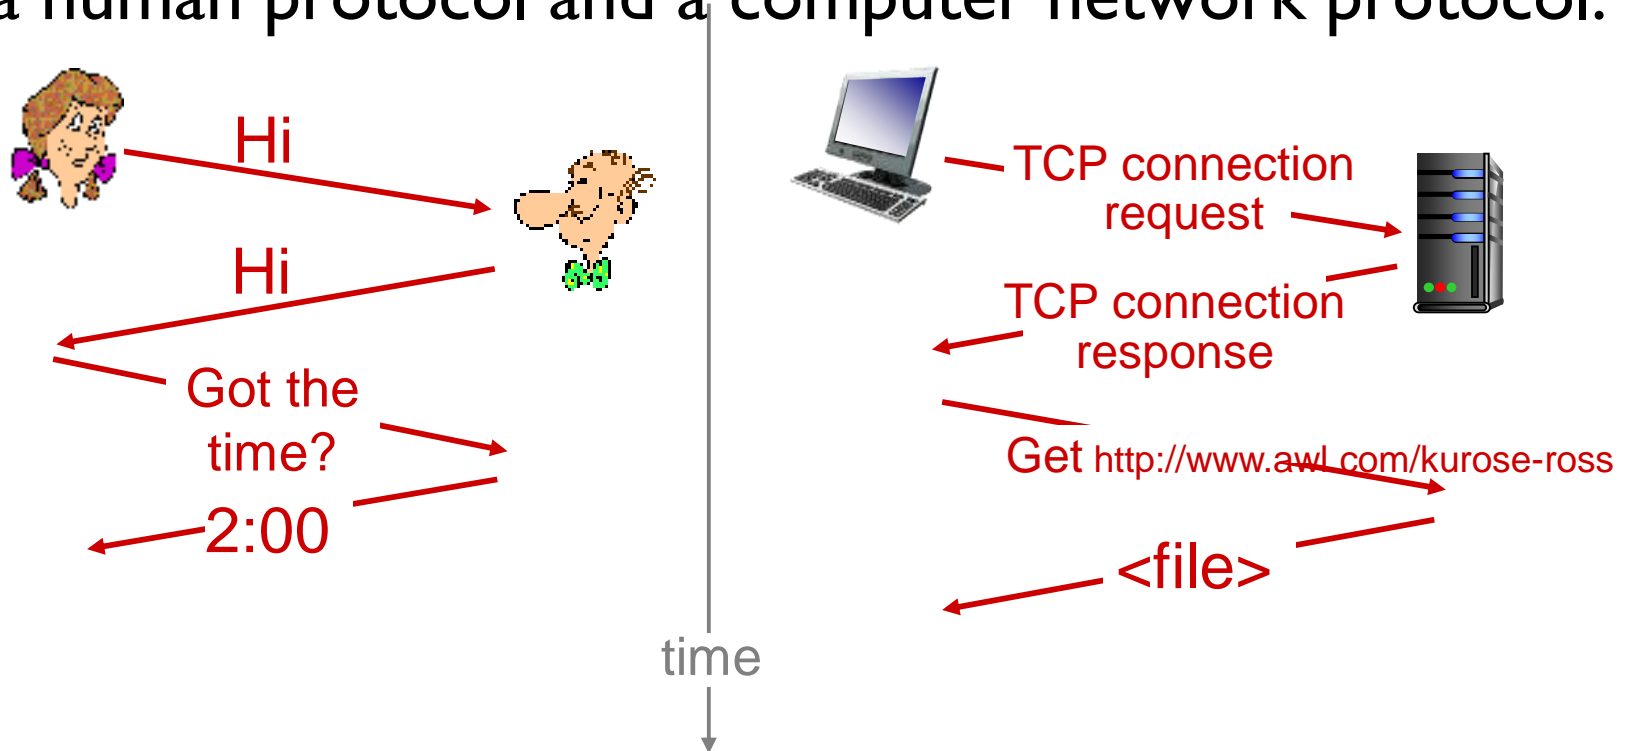 a human protocol and a computer network protocol:
Hi
Hi
Got the
time?
2:00
TCP connection
request
TCP connection
response
Get http://www.awl.com/kurose-ross
<file>
time